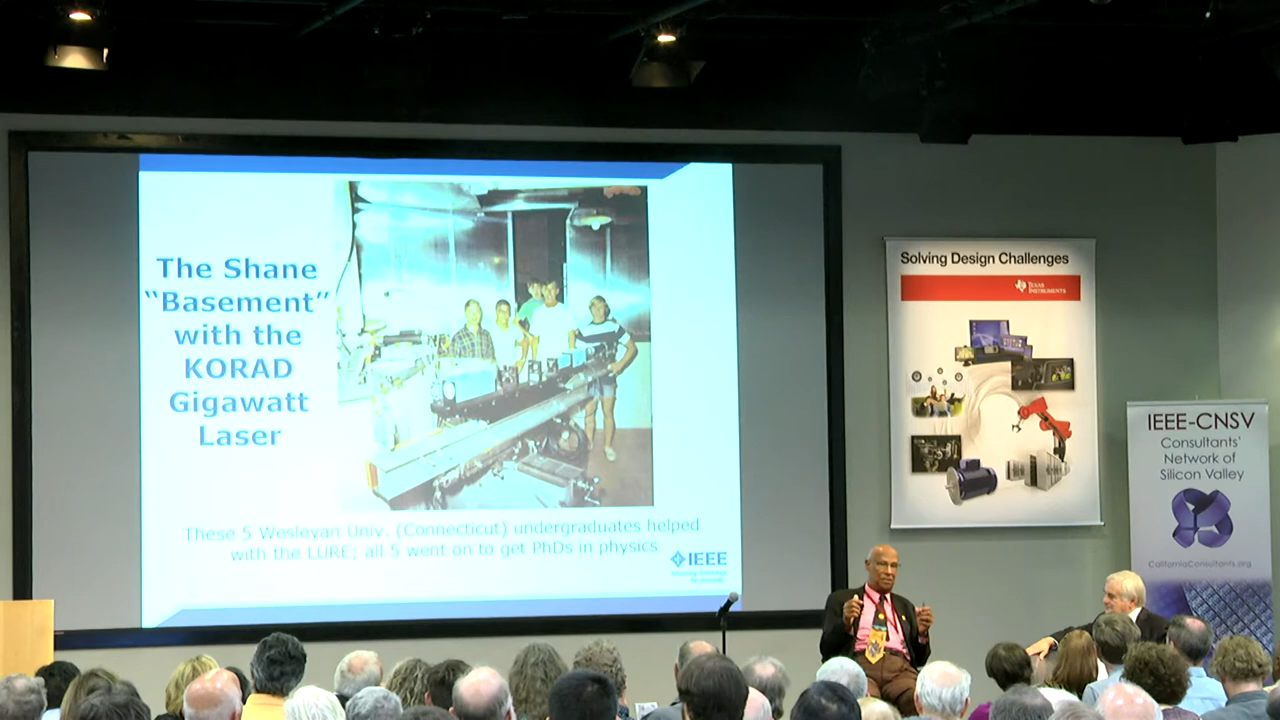 The Shane
“Basement”
with the
KORAD
Gigawatt
Laser
These 5 Wesleyan Univ. (Connecticut) undergraduates helped
with the LURE; all 5 went on to get PhDs in physics
IEEE
Solving Design Challenges
TEXAS
INSTRUMENTS
IEEE-CNSV
Consultants'
Network of
Silicon Valley
CaliforniaConsultants.org